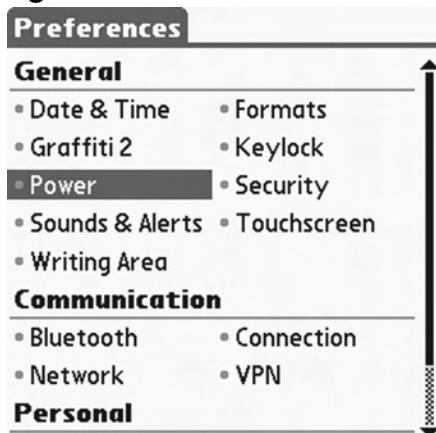 Preferences
General
Date & Time
Formats
Graffiti 2
Keylock
Power
Security
Sounds & Alerts
Touchscreen
Writing Area
Communication
Bluetooth
Connection
Network
VPN
Personal